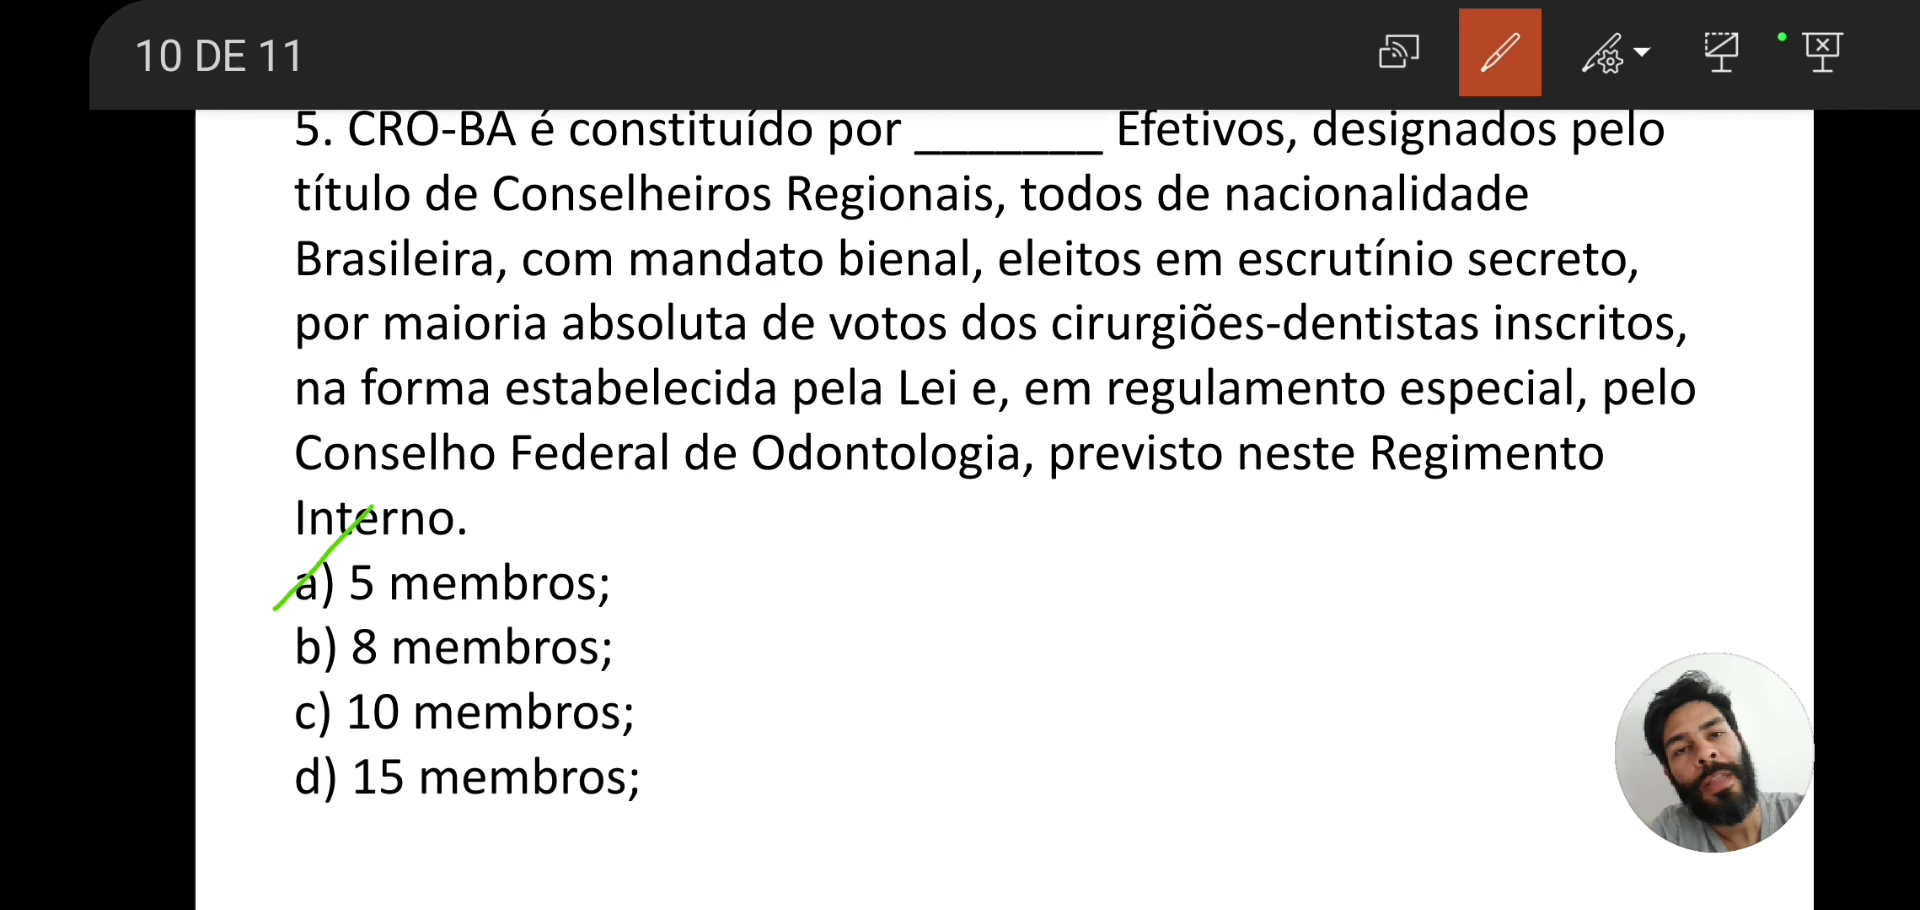 10 DE 11
5. CRO-BA é constituído por _______ Efetivos, designados pelo
título de Conselheiros Regionais, todos de nacionalidade
Brasileira, com mandato bienal, eleitos em escrutínio secreto,
por maioria absoluta de votos dos cirurgiões-dentistas inscritos,
na forma estabelecida pela Lei e, em regulamento especial, pelo
Conselho Federal de Odontologia, previsto neste Regimento
Interno.
a) 5 membros;
b) 8 membros;
c) 10 membros;
d) 15 membros;